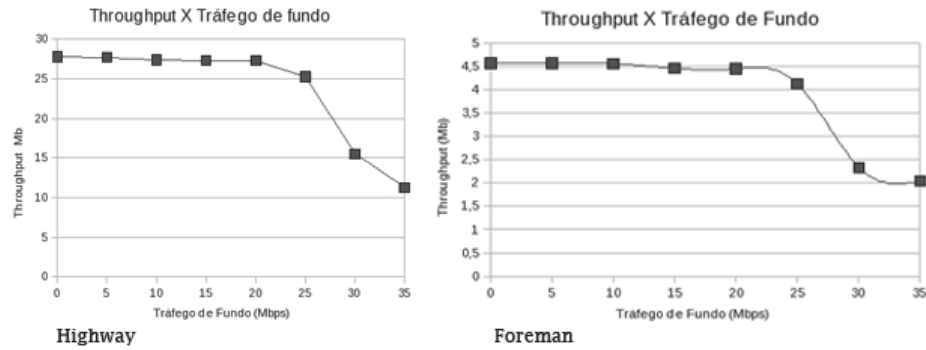 Throughput X Tráfego de fundo
30
25
20
15
10
5
0
Throughput Mb
0 5 10 15 20 25 30 35
Tráfego de Fundo (Mbps)
Highway
Throughput X Tráfego de Fundo
5
4,5
4
3,5
3
2,5
2
1,5
1
0,5
0
Throughput (Mb)
0 5 10 15 20 25 30 35
Tráfego de Fundo (Mbps)
Foreman